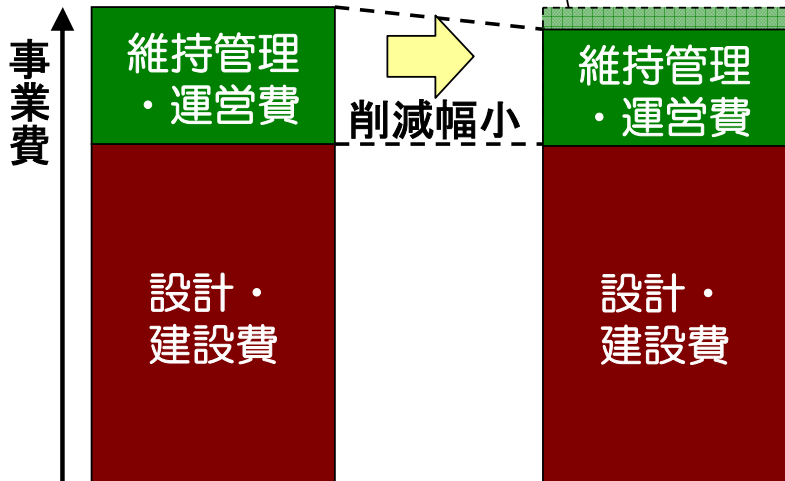 事業費
維持管理
・運営費
削減幅小
維持管理
・運営費
設計・
建設費
設計・
建設費